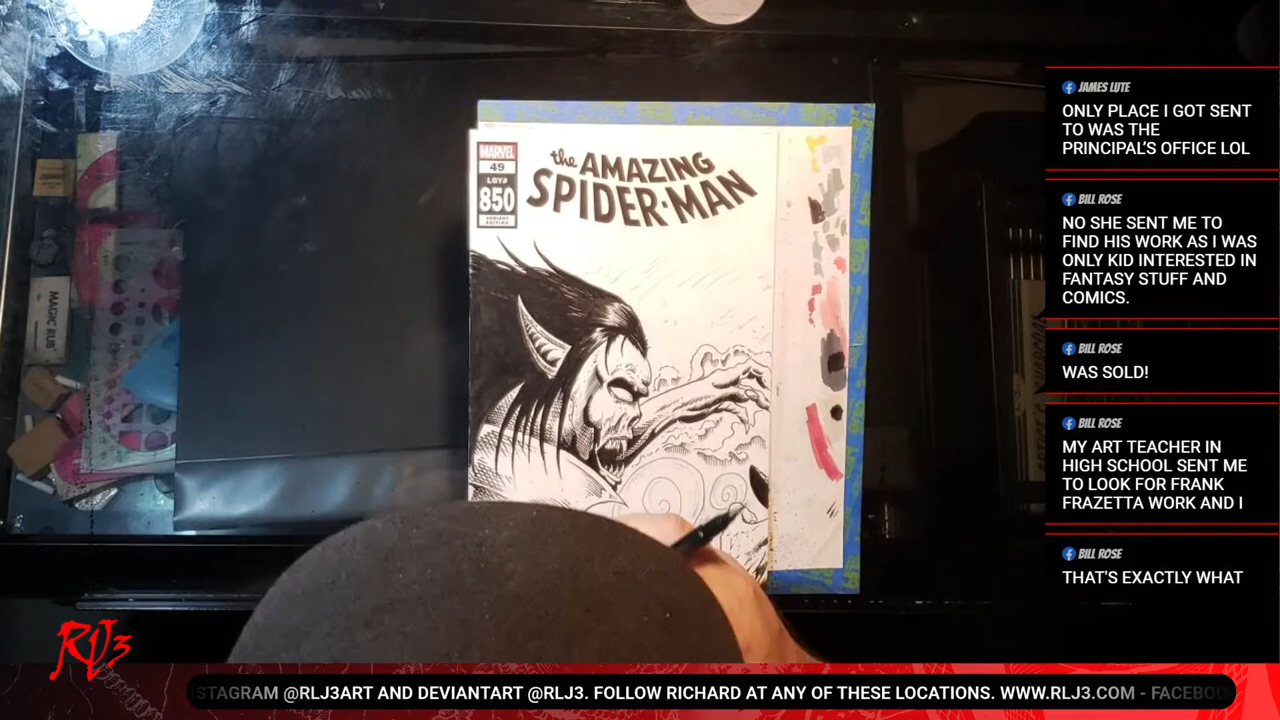 JAMES LUTE
ONLY PLACE I GOT SENT
TO WAS THE
PRINCIPAL'S OFFICE LOL
BILL ROSE
NO SHE SENT ME TO
FIND HIS WORK AS I WAS
ONLY KID INTERESTED IN
FANTASY STUFF AND
COMICS.
BILL ROSE
WAS SOLD!
BILL ROSE
MY ART TEACHER IN
HIGH SCHOOL SENT ME
TO LOOK FOR FRANK
FRAZETTA WORK AND I
BILL ROSE
THAT'S EXACTLY WHAT
MARVEL
49
LGY#
850
VARIANT
EDITION
the AMAZING
SPIDER-MAN
MAGIC RUB
RLJ3
STAGRAM @RLJ3ART AND DEVIANTART @RLJ3. FOLLOW RICHARD AT ANY OF THESE LOCATIONS. WWW.RLJ3.COM - FACEBOO